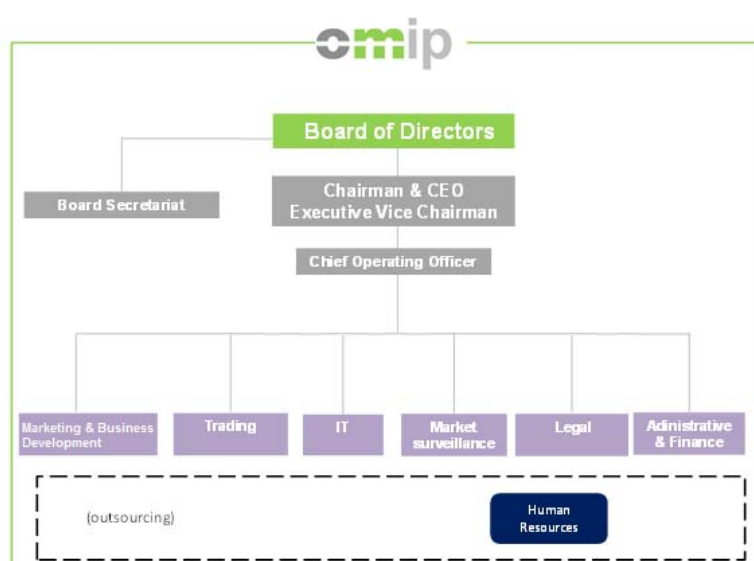 omip
Board of Directors
Board Secretariat
Chairman & CEO
Executive Vice Chairman
Chief Operating Officer
Marketing & Business
Development
Trading
IT
Market
surveillance
Legal
Adinistrative
& Finance
(outsourcing)
Human
Resources